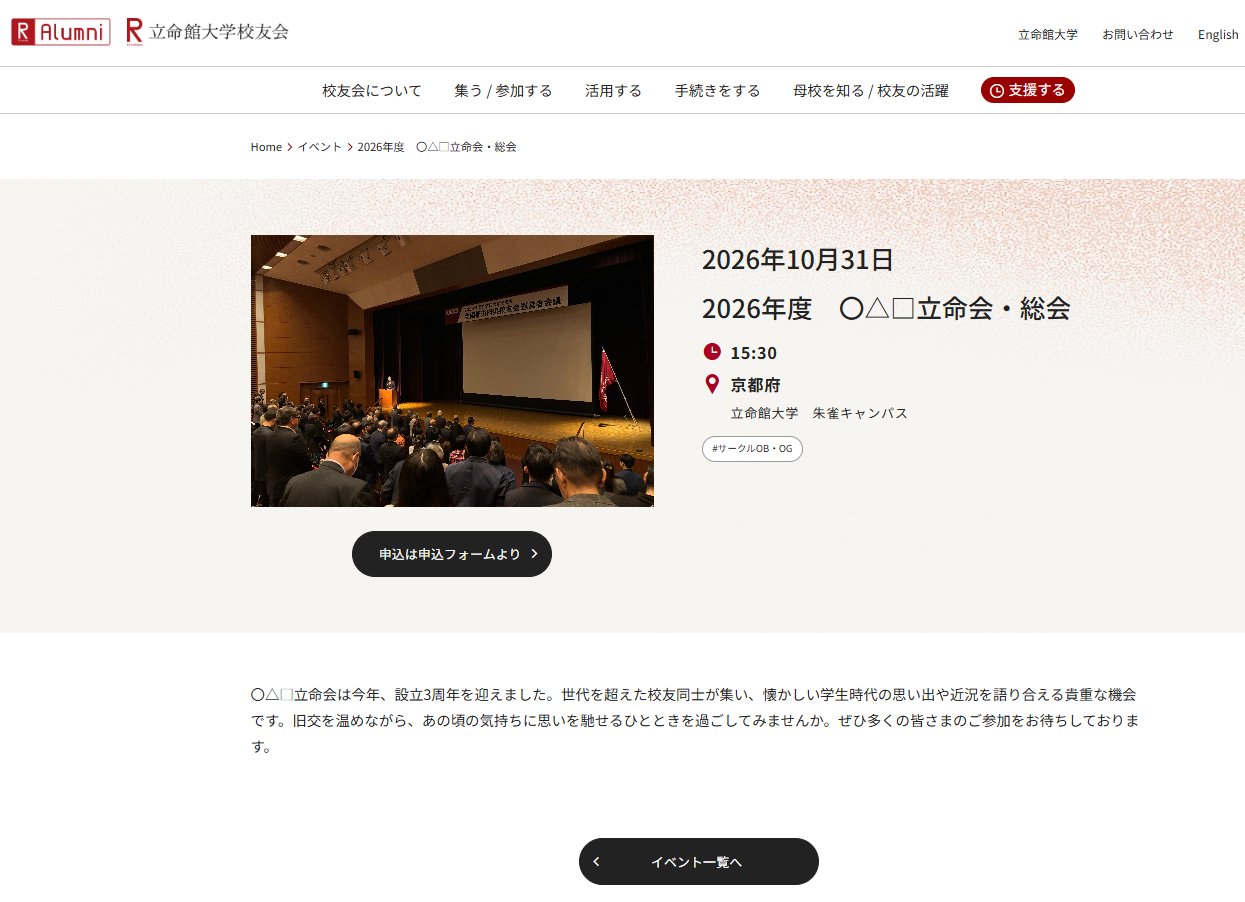 R Alumni R 立命館大学校友会
立命館大学 お問い合わせ English
校友会について 集う / 参加する 活用する 手続きをする 母校を知る / 校友の活躍 支援する
Home > イベント > 2026年度　〇△□立命会・総会
2026年10月31日
2026年度　〇△□立命会・総会
15:30
京都府
立命館大学　朱雀キャンパス
#サークルOB・OG
申込は申込フォームより
〇△□立命会は今年、設立3周年を迎えました。世代を超えた校友同士が集い、懐かしい学生時代の思い出や近況を語り合える貴重な機会
です。旧交を温めながら、あの頃の気持ちに思いを馳せるひとときを過ごしてみませんか。ぜひ多くの皆さまのご参加をお待ちしておりま
す。
イベント一覧へ